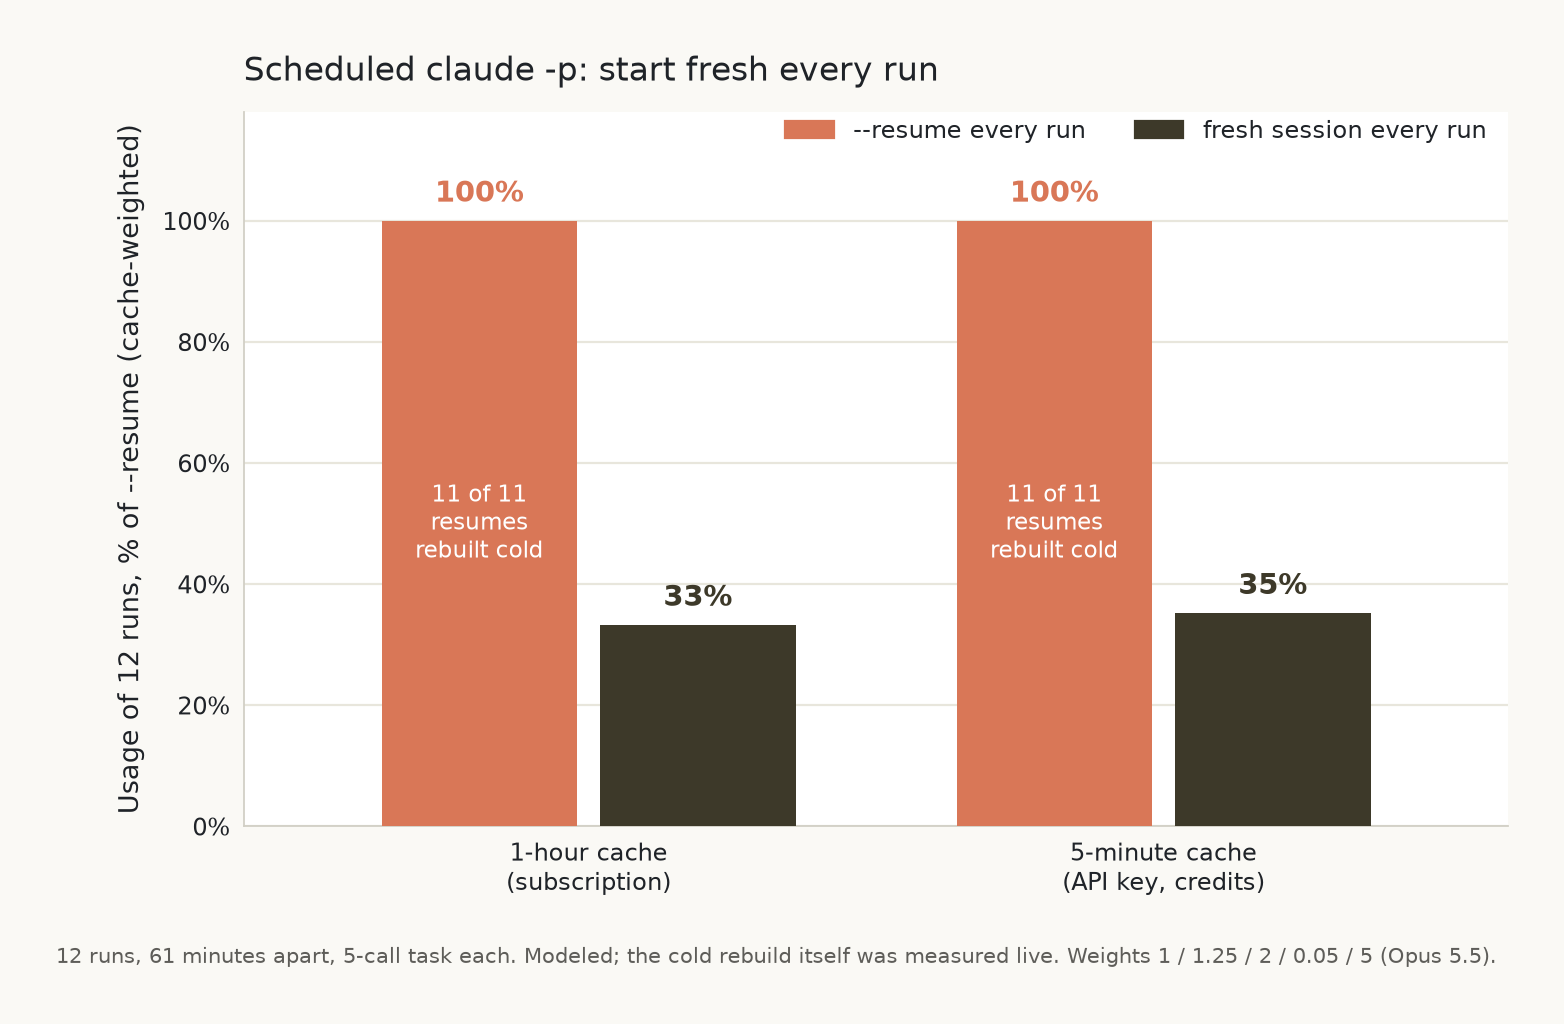 Scheduled claude -p: start fresh every run
--resume every run
fresh session every run
Usage of 12 runs, % of --resume (cache-weighted)
100%
80%
60%
40%
20%
0%
100%
11 of 11
resumes
rebuilt cold
33%
100%
11 of 11
resumes
rebuilt cold
35%
1-hour cache
(subscription)
5-minute cache
(API key, credits)
12 runs, 61 minutes apart, 5-call task each. Modeled; the cold rebuild itself was measured live. Weights 1 / 1.25 / 2 / 0.05 / 5 (Opus 5.5).